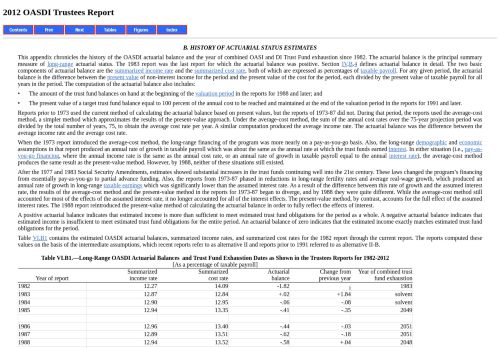 2012 OASDI Trustees Report
Contents Prev Next Tables Figures Index
B. HISTORY OF ACTUARIAL STATUS ESTIMATES
This appendix chronicles the history of the OASDI actuarial balance and the year of combined OASI and DI Trust Fund exhaustion since 1982. The actuarial balance is the principal summary
measure of long-range actuarial status. The 1983 report was the last report for which the actuarial balance was positive. Section IV.B.4 defines actuarial balance in detail. The two basic
components of actuarial balance are the summarized income rate and the summarized cost rate, both of which are expressed as percentages of taxable payroll. For any given period, the actuarial
balance is the difference between the present value of non-interest income for the period and the present value of the cost for the period, each divided by the present value of taxable payroll for all
years in the period. The computation of the actuarial balance also includes:
• The amount of the trust fund balances on hand at the beginning of the valuation period in the reports for 1988 and later; and
• The present value of a target trust fund balance equal to 100 percent of the annual cost to be reached and maintained at the end of the valuation period in the reports for 1991 and later.
Reports prior to 1973 used the current method of calculating the actuarial balance based on present values, but the reports of 1973-87 did not. During that period, the reports used the average-cost
method, a simpler method which approximates the results of the present-value approach. Under the average-cost method, the sum of the annual cost rates over the 75-year projection period was
divided by the total number of years, 75, to obtain the average cost rate per year. A similar computation produced the average income rate. The actuarial balance was the difference between the
average income rate and the average cost rate.
When the 1973 report introduced the average-cost method, the long-range financing of the program was more nearly on a pay-as-you-go basis. Also, the long-range demographic and economic
assumptions in that report produced an annual rate of growth in taxable payroll which was about the same as the annual rate at which the trust funds earned interest. In either situation (i.e., pay-as-
you-go financing, where the annual income rate is the same as the annual cost rate, or an annual rate of growth in taxable payroll equal to the annual interest rate), the average-cost method
produces the same result as the present-value method. However, by 1988, neither of these situations still existed.
After the 1977 and 1983 Social Security Amendments, estimates showed substantial increases in the trust funds continuing well into the 21st century. These laws changed the program's financing
from essentially pay-as-you-go to partial advance funding. Also, the reports from 1973-87 phased in reductions in long-range fertility rates and average real wage growth, which produced an
annual rate of growth in long-range taxable earnings which was significantly lower than the assumed interest rate. As a result of the difference between this rate of growth and the assumed interest
rate, the results of the average-cost method and the present-value method in the reports for 1973-87 began to diverge, and by 1988 they were quite different. While the average-cost method still
accounted for most of the effects of the assumed interest rate, it no longer accounted for all of the interest effects. The present-value method, by contrast, accounts for the full effect of the assumed
interest rates. The 1988 report reintroduced the present-value method of calculating the actuarial balance in order to fully reflect the effects of interest.
A positive actuarial balance indicates that estimated income is more than sufficient to meet estimated trust fund obligations for the period as a whole. A negative actuarial balance indicates that
estimated income is insufficient to meet estimated trust fund obligations for the entire period. An actuarial balance of zero indicates that the estimated income exactly matches estimated trust fund
obligations for the period.
Table VI.B1 contains the estimated OASDI actuarial balances, summarized income rates, and summarized cost rates for the 1982 report through the current report. The reports computed these
values on the basis of the intermediate assumptions, which recent reports refer to as alternative II and reports prior to 1991 referred to as alternative II-B.
Table VI.B1.—Long-Range OASDI Actuarial Balances and Trust Fund Exhaustion Dates as Shown in the Trustees Reports for 1982-2012
[As a percentage of taxable payroll]
Year of report Summarized income rate Summarized cost rate Actuarial balance Change from previous year Year of combined trust fund exhaustion
1982 12.27 14.09 -1.82 1983
1983 12.87 12.84 +.02 +1.84 solvent
1984 12.90 12.95 -.06 -.08 solvent
1985 12.94 13.35 -.41 -.35 2049
1986 12.96 13.40 -.44 -.03 2051
1987 12.89 13.51 -.62 -.18 2051
1988 12.94 13.52 -.58 +.04 2048